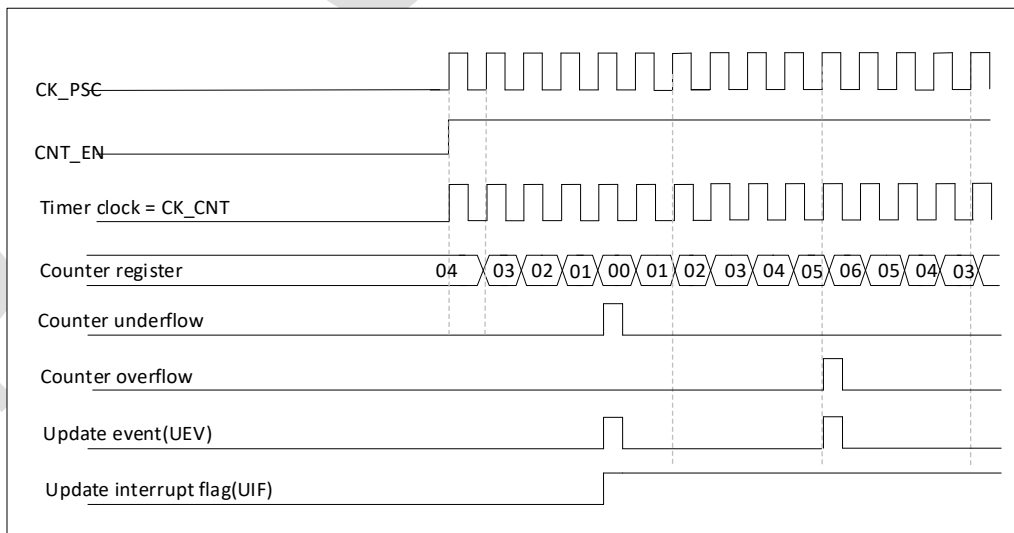 CK_PSC
CNT_EN
Timer clock = CK_CNT
Counter register 04 03 02 01 00 01 02 03 04 05 06 05 04 03
Counter underflow
Counter overflow
Update event(UEV)
Update interrupt flag(UIF)